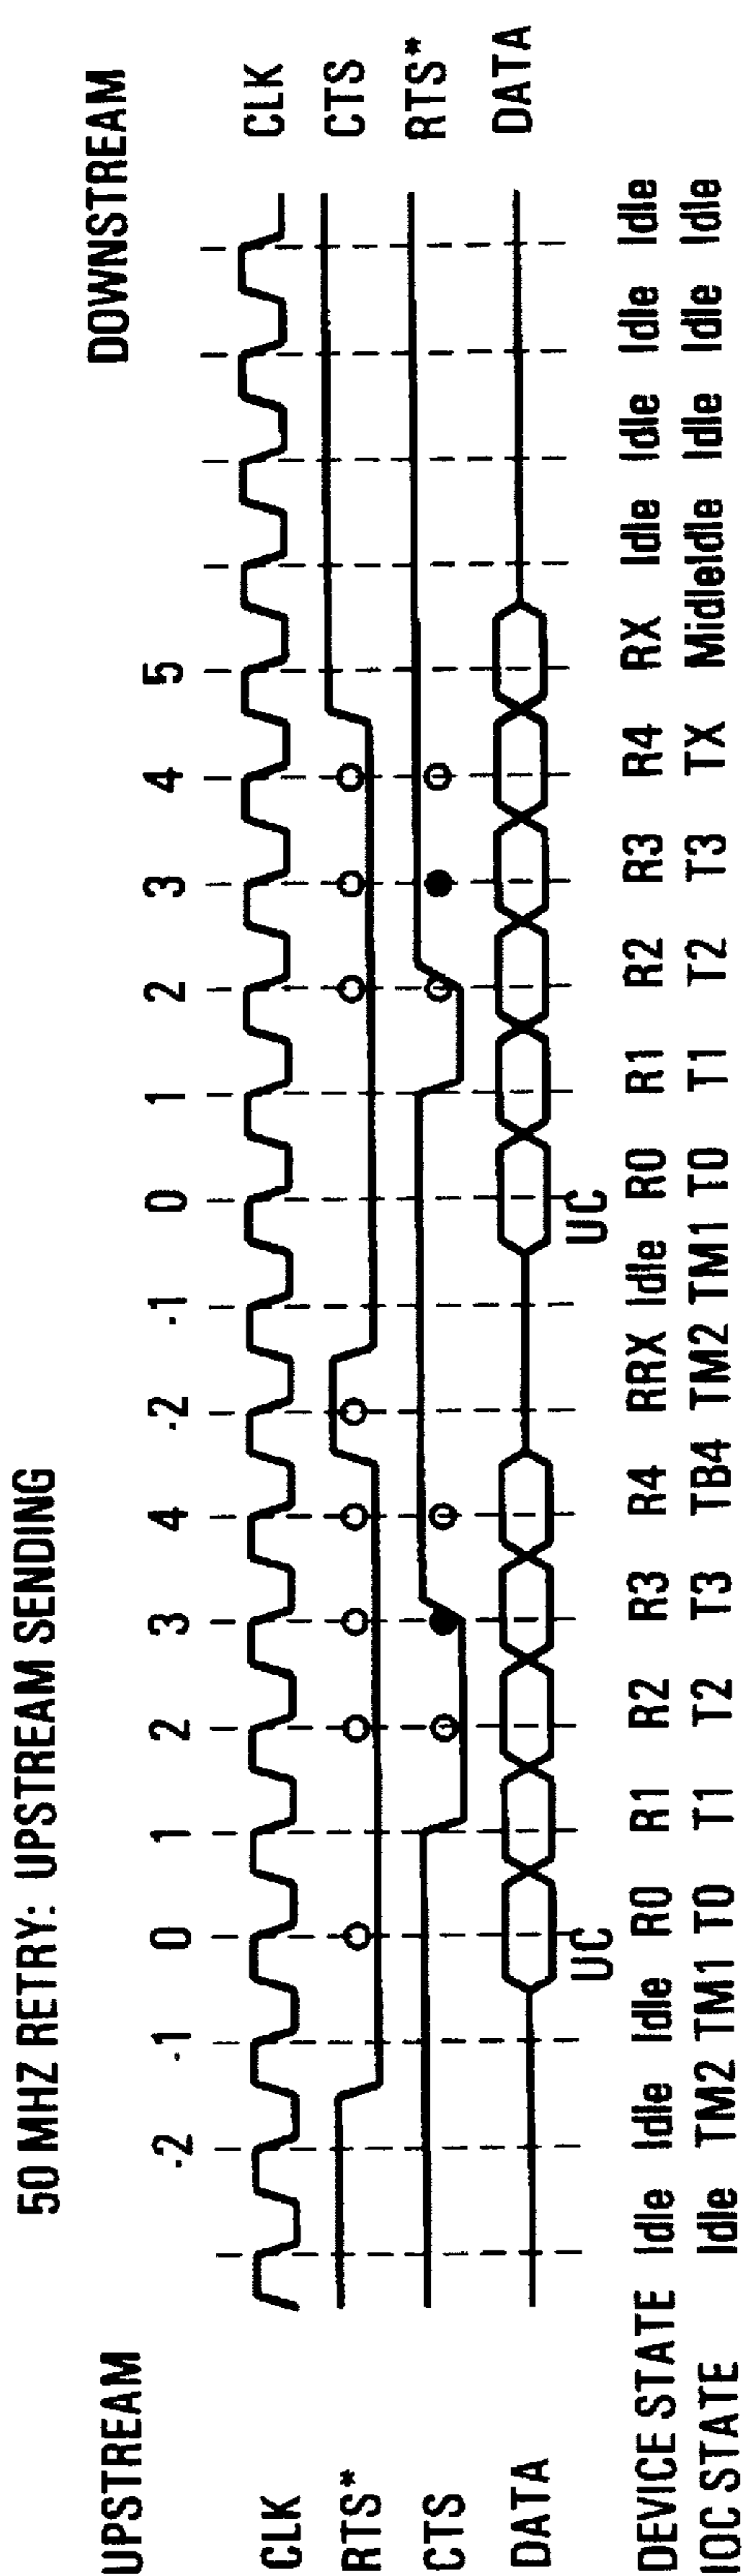 50 MHZ RETRY: UPSTREAM SENDING
UPSTREAM DOWNSTREAM
-2 -1 0 1 2 3 4 -2 -1 0 1 2 3 4 5
CLK CLK
RTS* CTS
CTS RTS*
DATA DATA
UC UC
DEVICE STATE Idle Idle Idle R0 R1 R2 R3 R4 RRX Idle R0 R1 R2 R3 R4 RX Idle Idle Idle Idle
IOC STATE Idle TM2 TM1 T0 T1 T2 T3 TB4 TM2 TM1 T0 T1 T2 T3 TX MidleIdle Idle Idle Idle